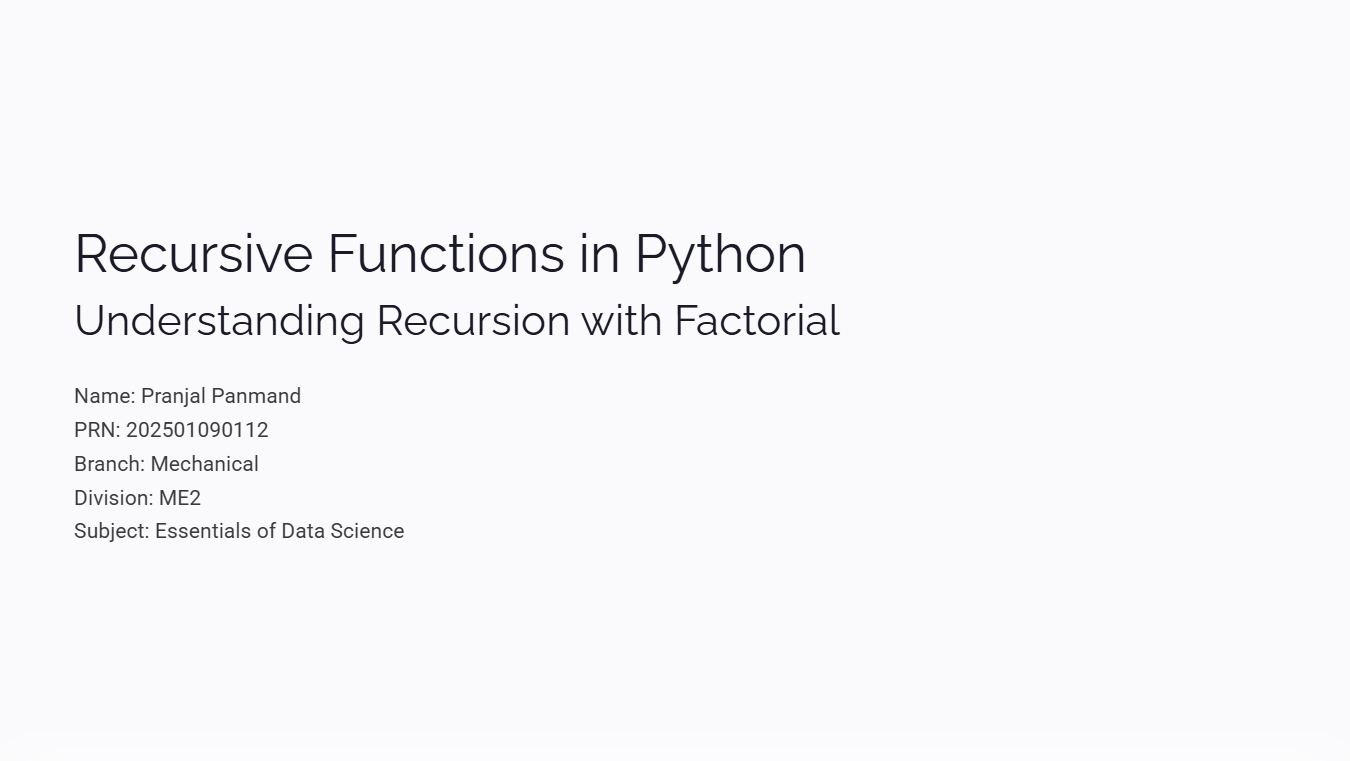 Recursive Functions in Python
Understanding Recursion with Factorial
Name: Pranjal Panmand
PRN: 202501090112
Branch: Mechanical
Division: ME2
Subject: Essentials of Data Science